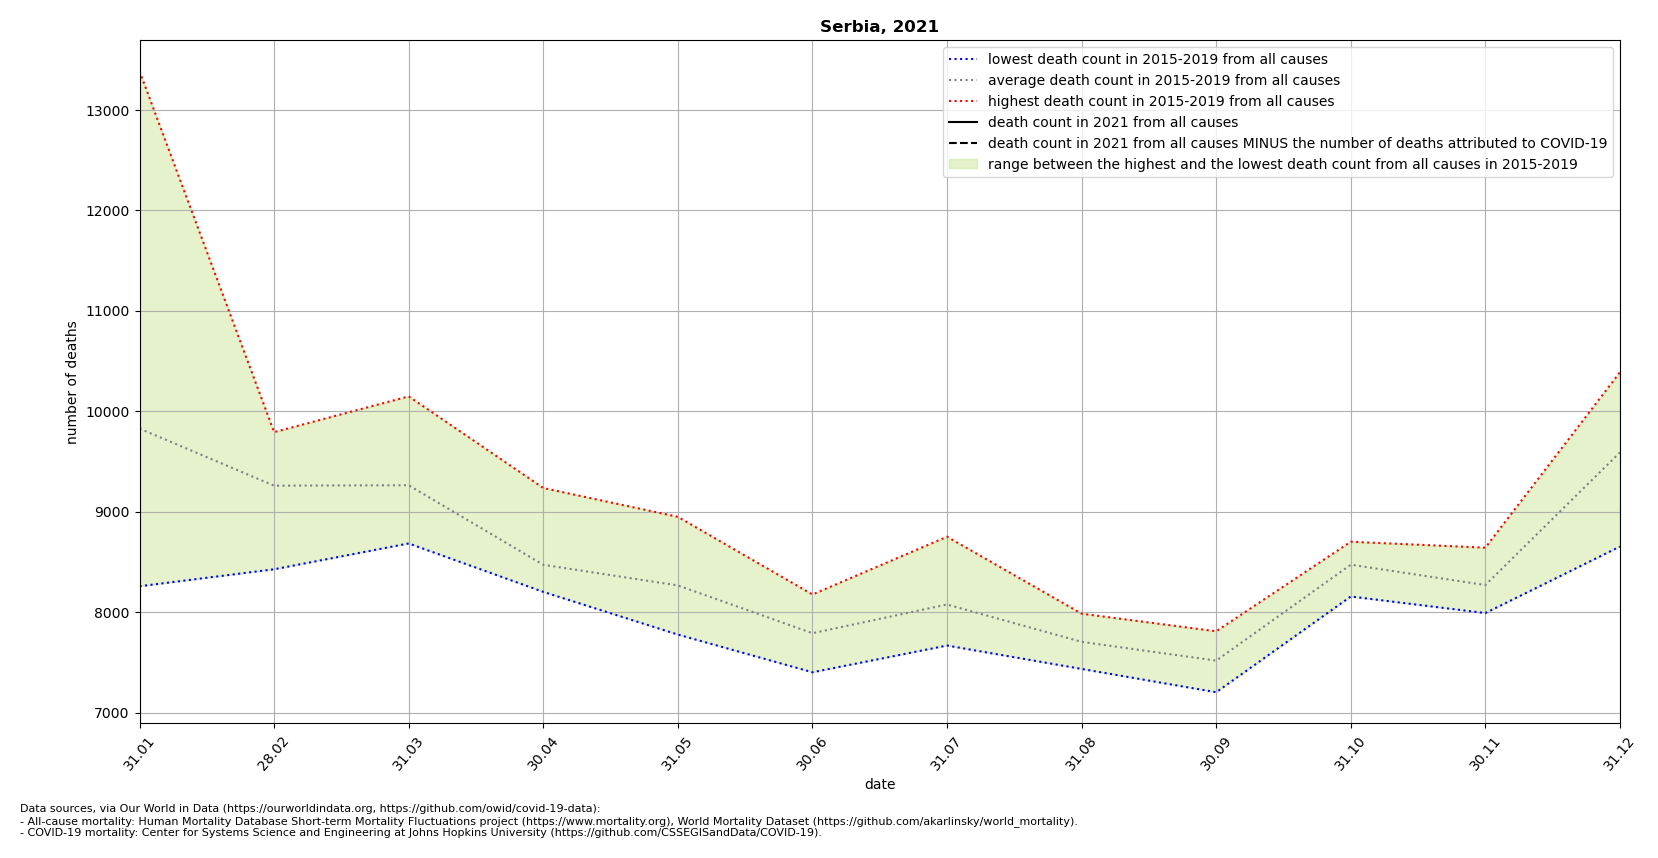 Serbia, 2021
lowest death count in 2015-2019 from all causes
average death count in 2015-2019 from all causes
highest death count in 2015-2019 from all causes
death count in 2021 from all causes
death count in 2021 from all causes MINUS the number of deaths attributed to COVID-19
range between the highest and the lowest death count from all causes in 2015-2019
number of deaths
13000
12000
11000
10000
9000
8000
7000
31.01
28.02
31.03
30.04
31.05
30.06
31.07
31.08
30.09
31.10
30.11
31.12
date
Data sources, via Our World in Data (https://ourworldindata.org, https://github.com/owid/covid-19-data):
- All-cause mortality: Human Mortality Database Short-term Mortality Fluctuations project (https://www.mortality.org), World Mortality Dataset (https://github.com/akarlinsky/world_mortality).
- COVID-19 mortality: Center for Systems Science and Engineering at Johns Hopkins University (https://github.com/CSSEGISandData/COVID-19).